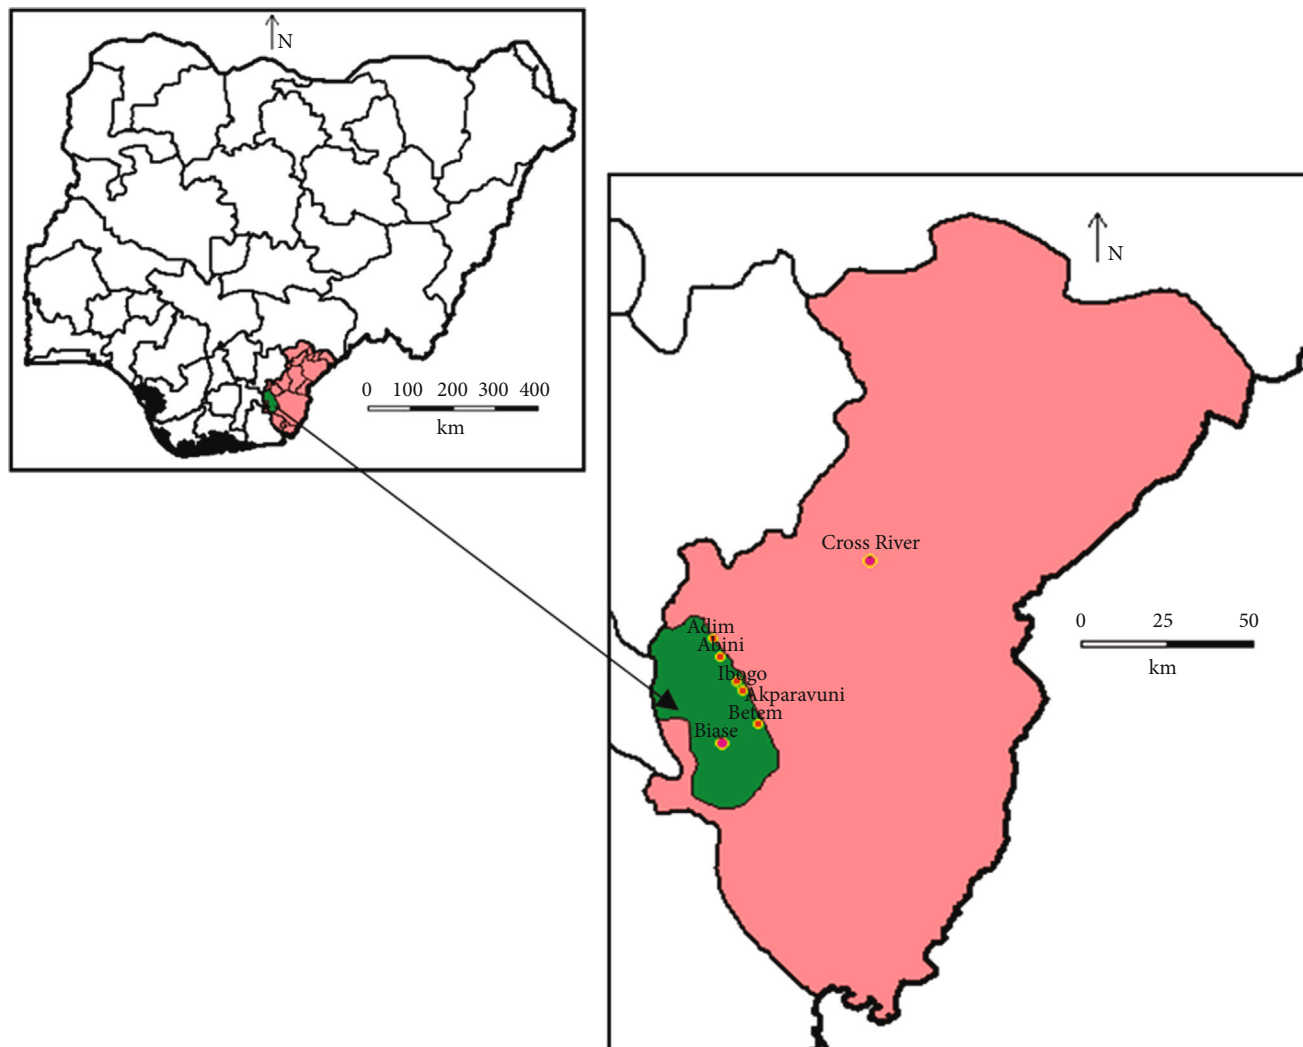 N
0 100 200 300 400
km
N
Cross River
0 25 50
km
Adim
Abini
Ibogo
Akparavuni
Betem
Biase